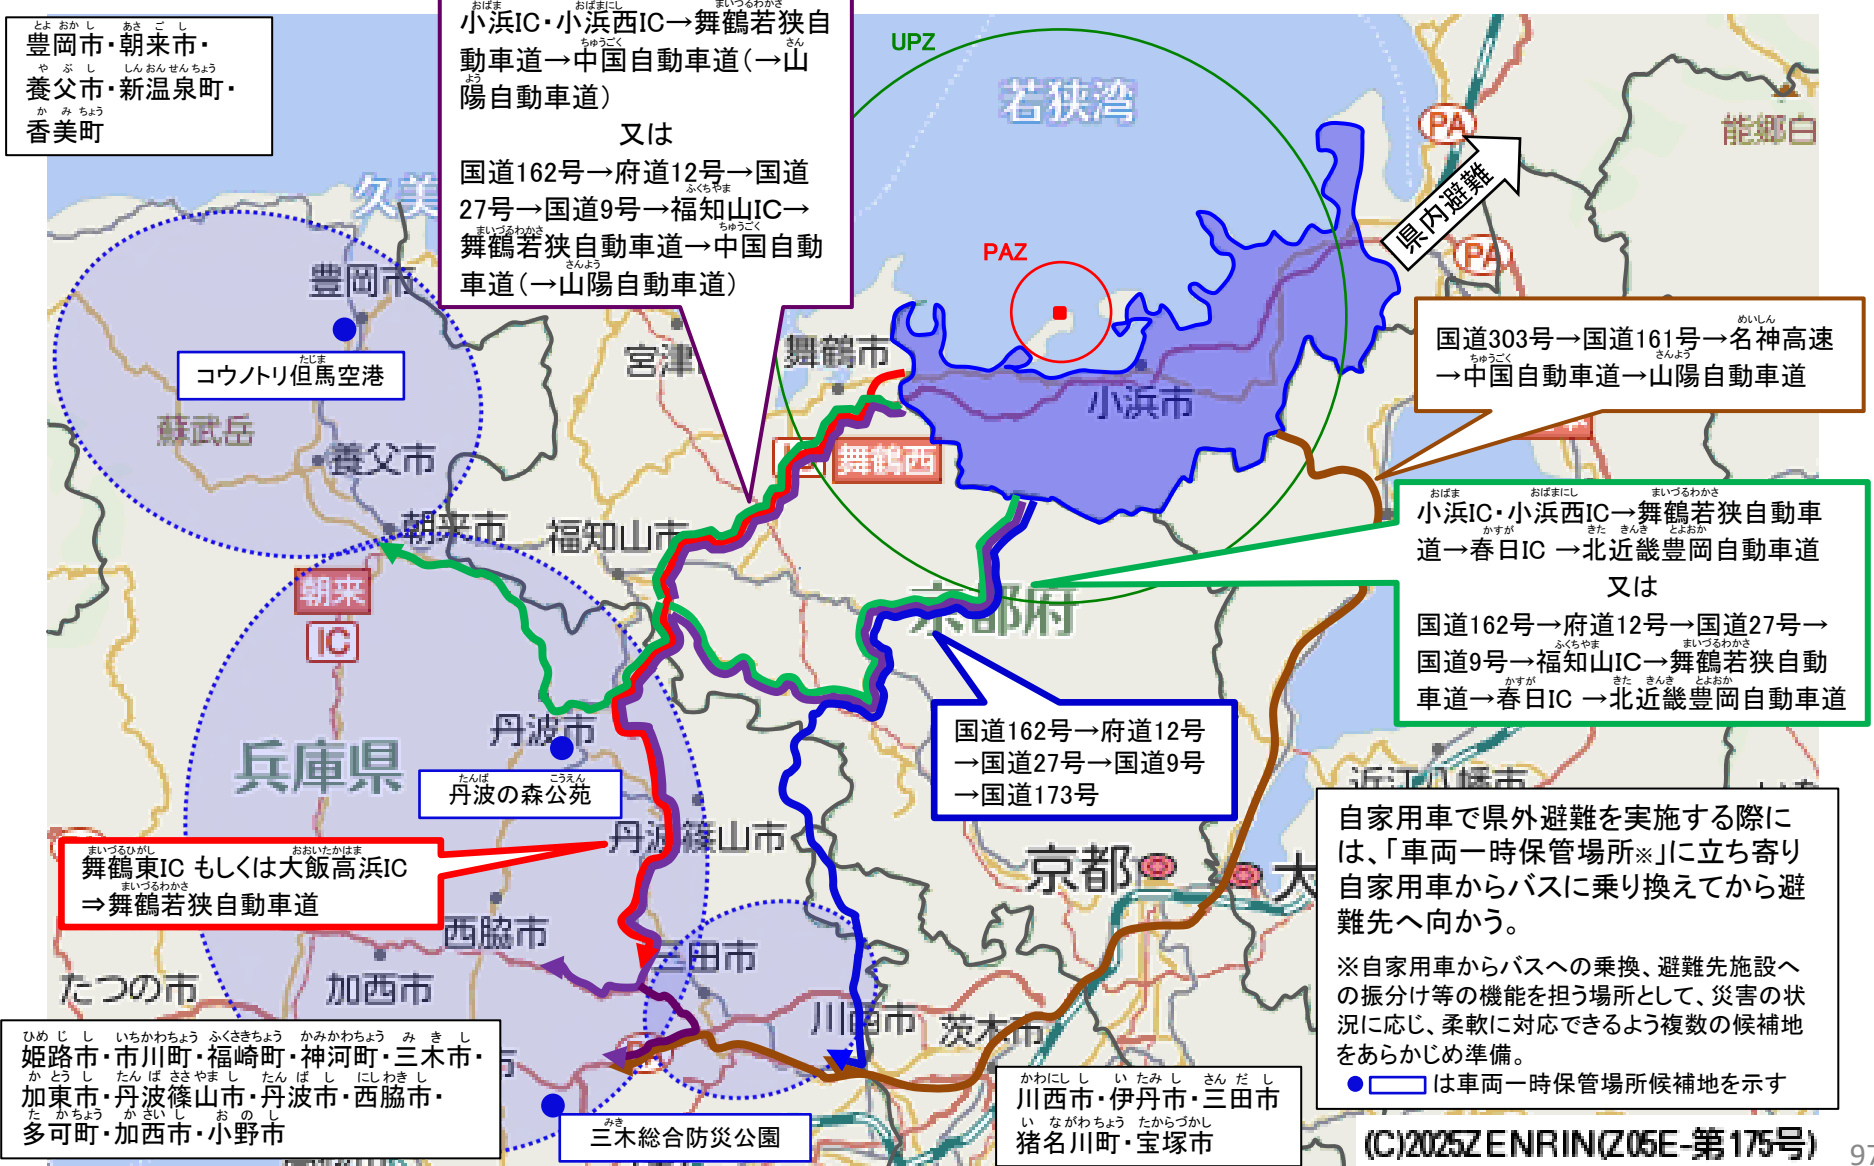 豊岡市・朝来市・
養父市・新温泉町・
香美町
小浜IC・小浜西IC→舞鶴若狭自
動車道→中国自動車道(→山
陽自動車道)
又は
国道162号→府道12号→国道
27号→国道9号→福知山IC→
舞鶴若狭自動車道→中国自動
車道(→山陽自動車道)
UPZ
若狭湾
PA
能郷白
県内避難
PAZ
PA
久美
豊岡市
コウノトリ但馬空港
宮津
舞鶴市
小浜市
国道303号→国道161号→名神高速
→中国自動車道→山陽自動車道
蘇武岳
養父市
舞鶴西
朝来市
福知山市
小浜IC・小浜西IC→舞鶴若狭自動車
道→春日IC →北近畿豊岡自動車道
又は
国道162号→府道12号→国道27号→
国道9号→福知山IC→舞鶴若狭自動
車道→春日IC →北近畿豊岡自動車道
朝来
IC
京都府
丹波市
兵庫県
丹波の森公苑
国道162号→府道12号
→国道27号→国道9号
→国道173号
近江八幡市
丹波篠山市
舞鶴東IC もしくは大飯高浜IC
⇒舞鶴若狭自動車道
京都
大
自家用車で県外避難を実施する際に
は、「車両一時保管場所※」に立ち寄り
自家用車からバスに乗り換えてから避
難先へ向かう。
※自家用車からバスへの乗換、避難先施設へ
の振分け等の機能を担う場所として、災害の状
況に応じ、柔軟に対応できるよう複数の候補地
をあらかじめ準備。
は車両一時保管場所候補地を示す
西脇市
三田市
たつの市
加西市
川西市
茨木市
姫路市・市川町・福崎町・神河町・三木市・
加東市・丹波篠山市・丹波市・西脇市・
多可町・加西市・小野市
三木総合防災公園
川西市・伊丹市・三田市
猪名川町・宝塚市
(C)2025ZENRIN(Z05E-第175号)
97